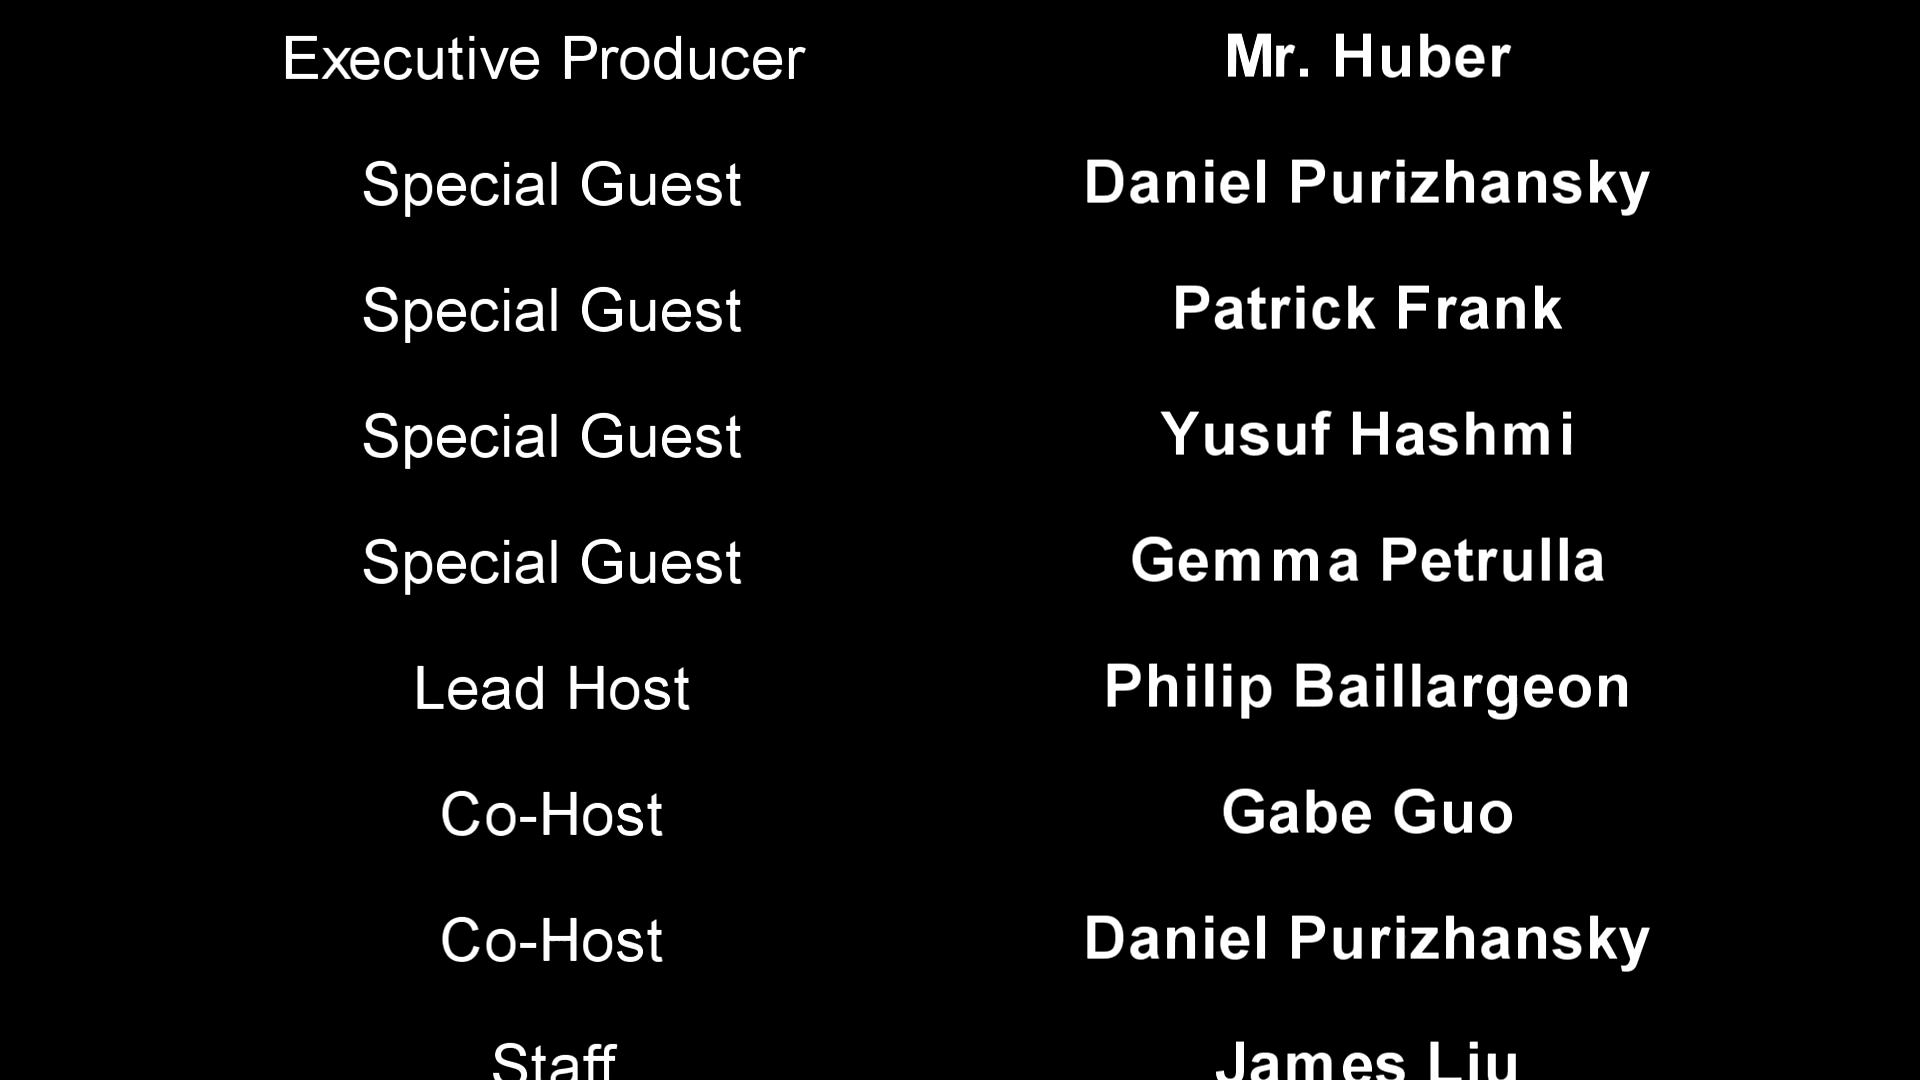 Executive Producer Mr. Huber
Special Guest Daniel Purizhansky
Special Guest Patrick Frank
Special Guest Yusuf Hashmi
Special Guest Gemma Petrulla
Lead Host Philip Baillargeon
Co-Host Gabe Guo
Co-Host Daniel Purizhansky
Staff James Liu